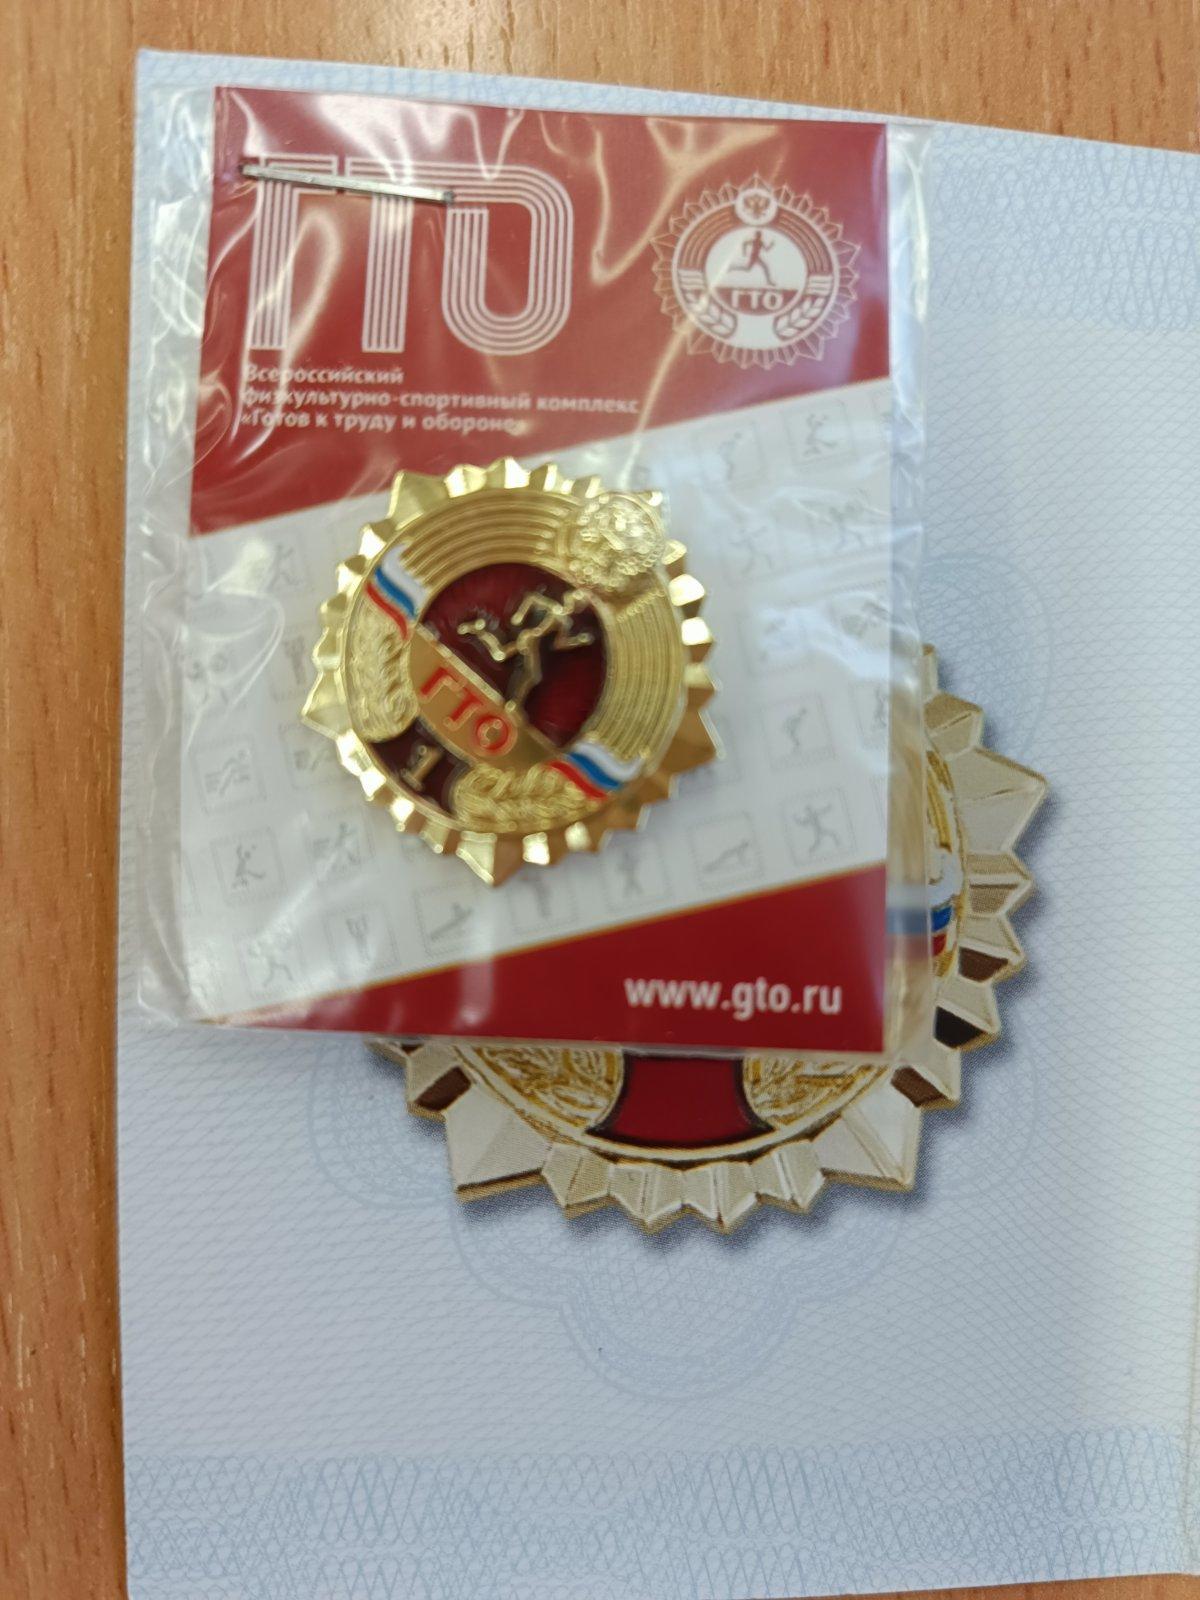 ГТО
ГТО
Всероссийский
физкультурно-спортивный комплекс
«Готов к труду и обороне»
ГТО
1
www.gto.ru